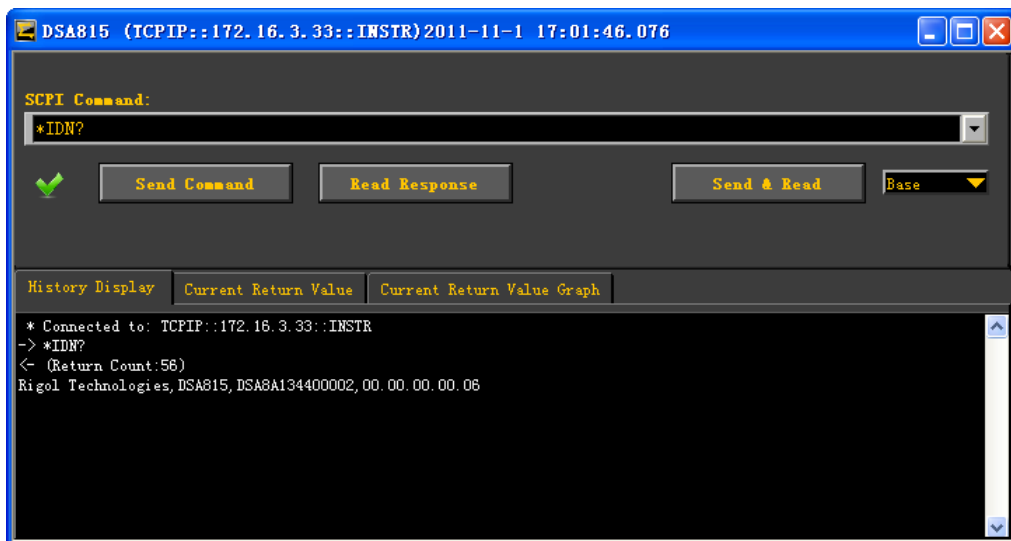 DSA815 (TCPIP::172.16.3.33::INSTR)2011-11-1 17:01:46.076
SCPI Command:
*IDN?
Send Command Read Response Send & Read Base
History Display Current Return Value Current Return Value Graph
* Connected to: TCPIP::172.16.3.33::INSTR
-> *IDN?
<- (Return Count:56)
Rigol Technologies,DSA815,DSA8A134400002,00.00.00.00.06